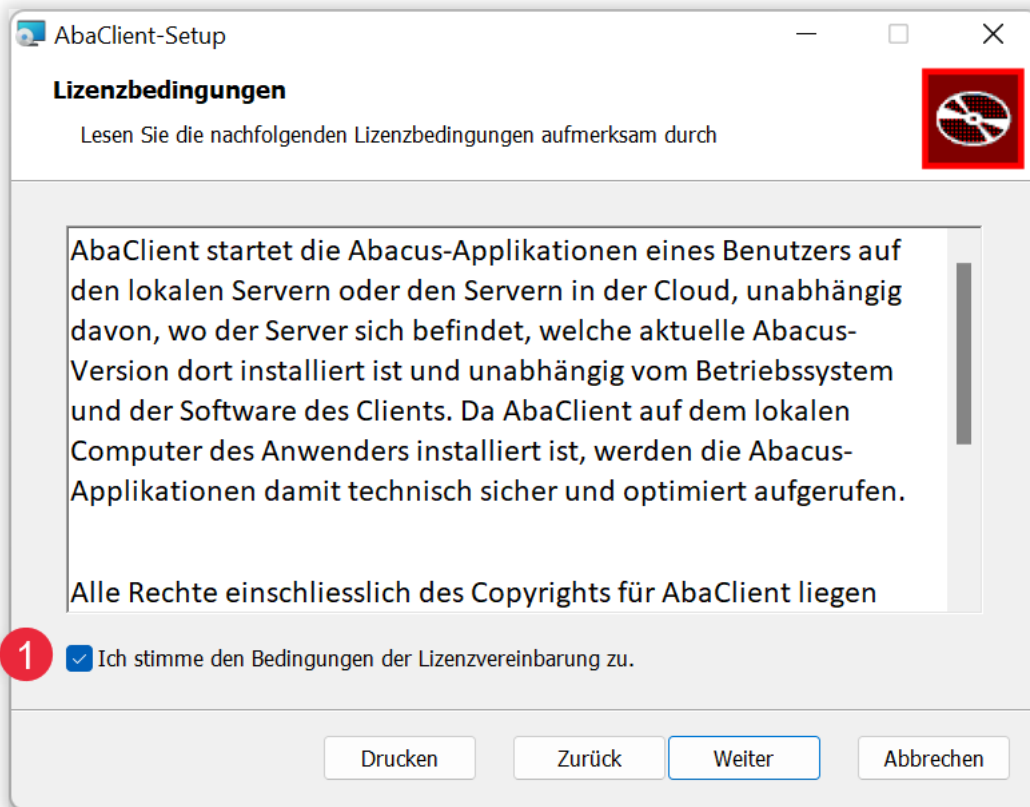 AbaClient-Setup
Lizenzbedingungen
Lesen Sie die nachfolgenden Lizenzbedingungen aufmerksam durch
AbaClient startet die Abacus-Applikationen eines Benutzers auf
den lokalen Servern oder den Servern in der Cloud, unabhängig
davon, wo der Server sich befindet, welche aktuelle Abacus-
Version dort installiert ist und unabhängig vom Betriebssystem
und der Software des Clients. Da AbaClient auf dem lokalen
Computer des Anwenders installiert ist, werden die Abacus-
Applikationen damit technisch sicher und optimiert aufgerufen.
Alle Rechte einschliesslich des Copyrights für AbaClient liegen
1 Ich stimme den Bedingungen der Lizenzvereinbarung zu.
Drucken Zurück Weiter Abbrechen